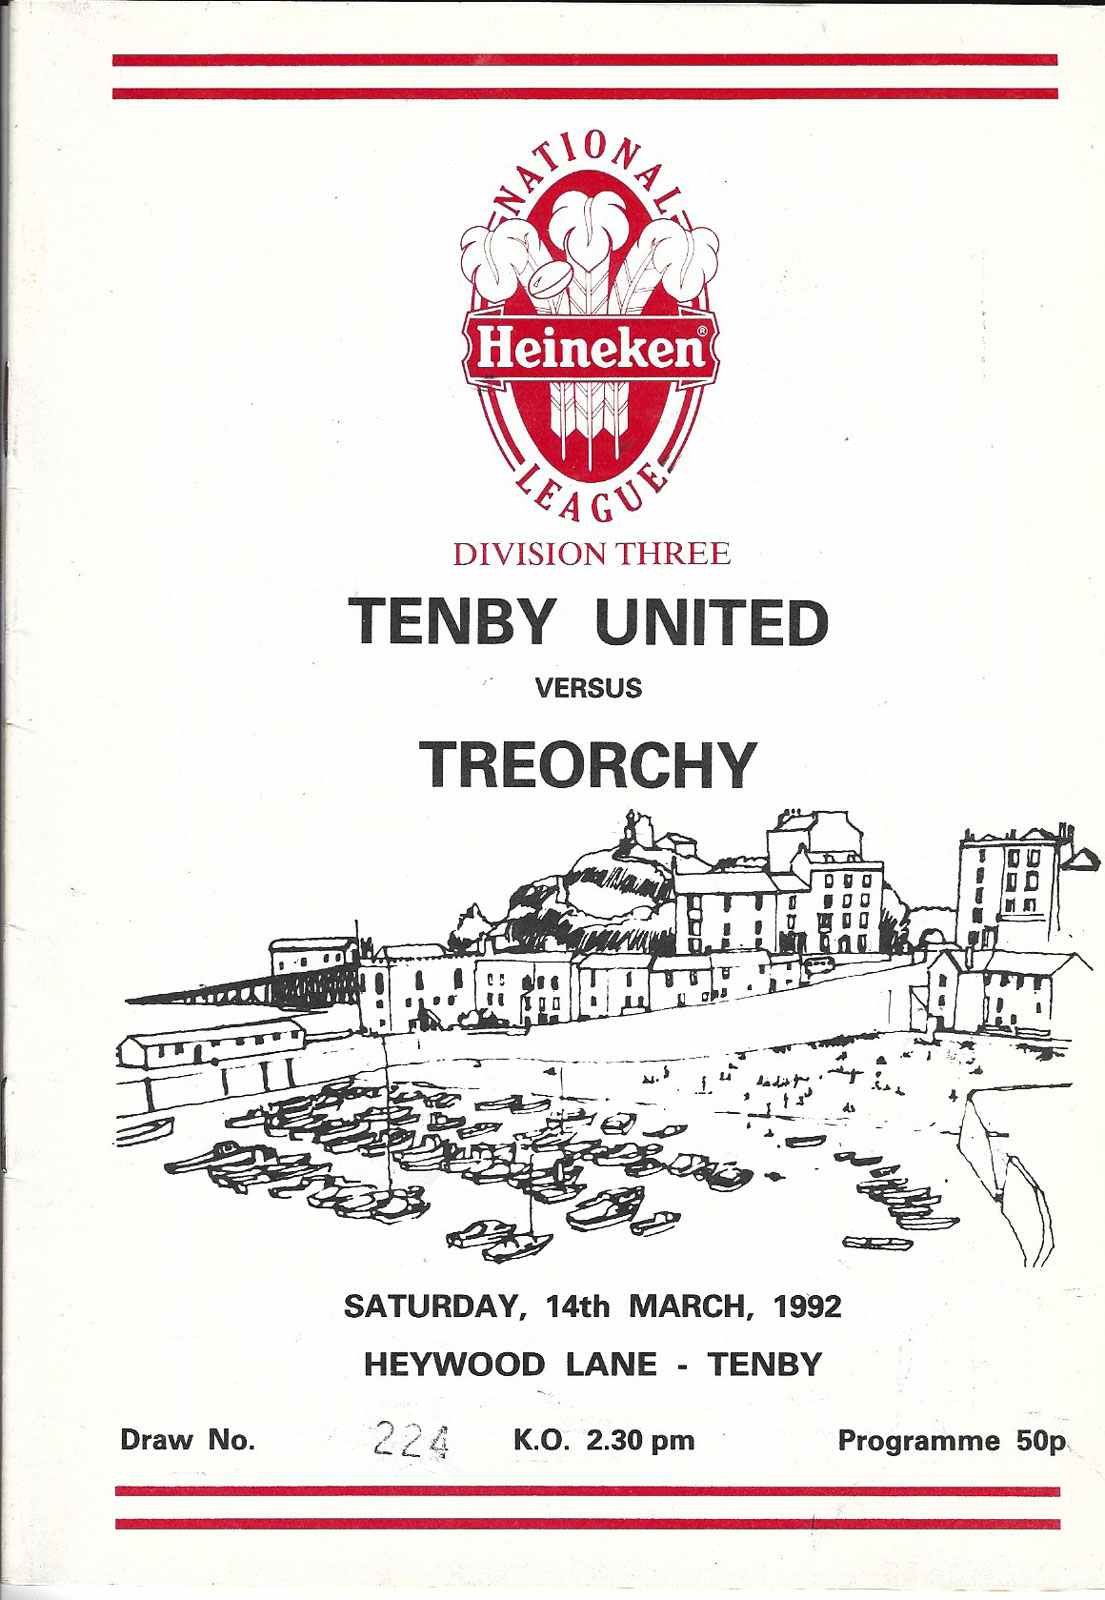 NATIONAL
Heineken®
LEAGUE
DIVISION THREE
TENBY UNITED
VERSUS
TREORCHY
SATURDAY, 14th MARCH, 1992
HEYWOOD LANE - TENBY
Draw No. 224 K.O. 2.30 pm Programme 50p